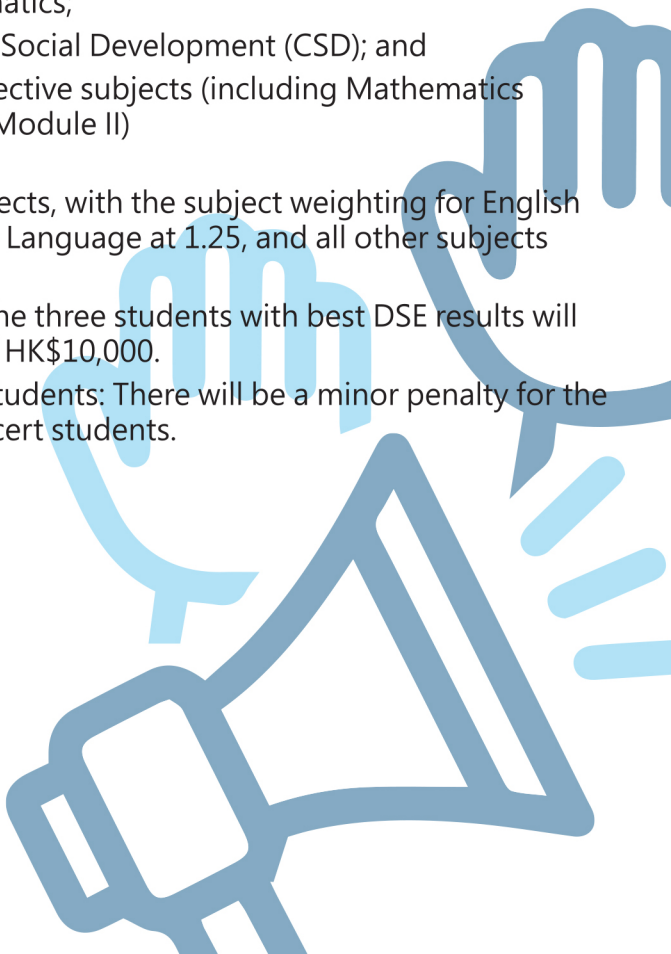 Social Development (CSD); and
ective subjects (including Mathematics
Module II)
ects, with the subject weighting for English
Language at 1.25, and all other subjects
three students with best DSE results will
HK$10,000.
tudents: There will be a minor penalty for the
cert students.